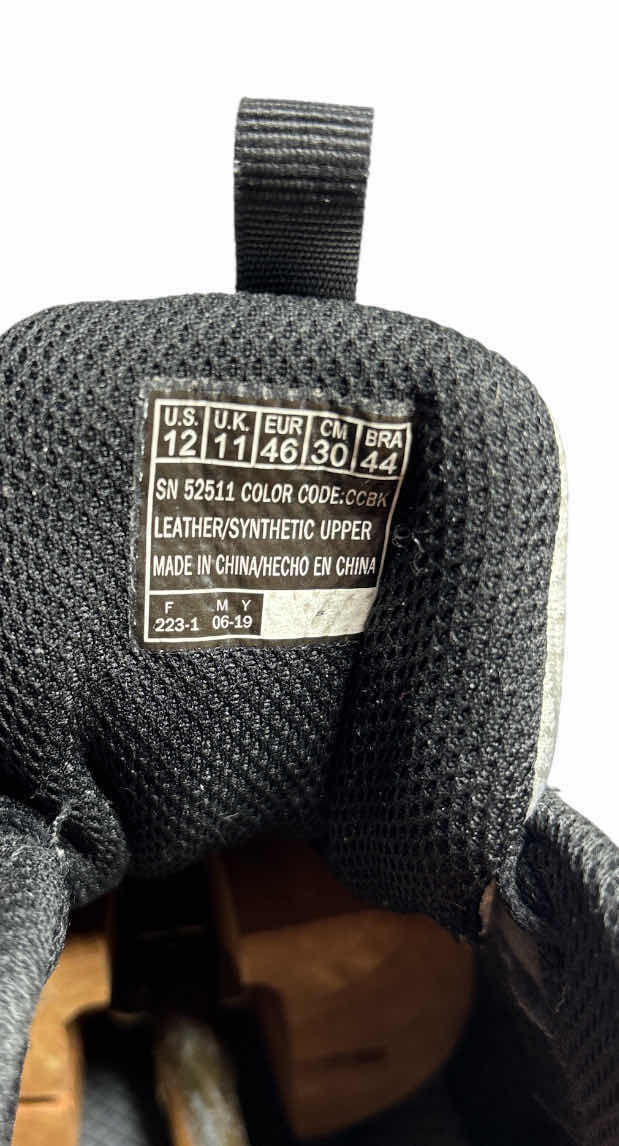 U.S. U.K. EUR CM BRA
12 11 46 30 44
SN 52511 COLOR CODE:CCBK
LEATHER/SYNTHETIC UPPER
MADE IN CHINA/HECHO EN CHINA
F M Y
223-1 06-19